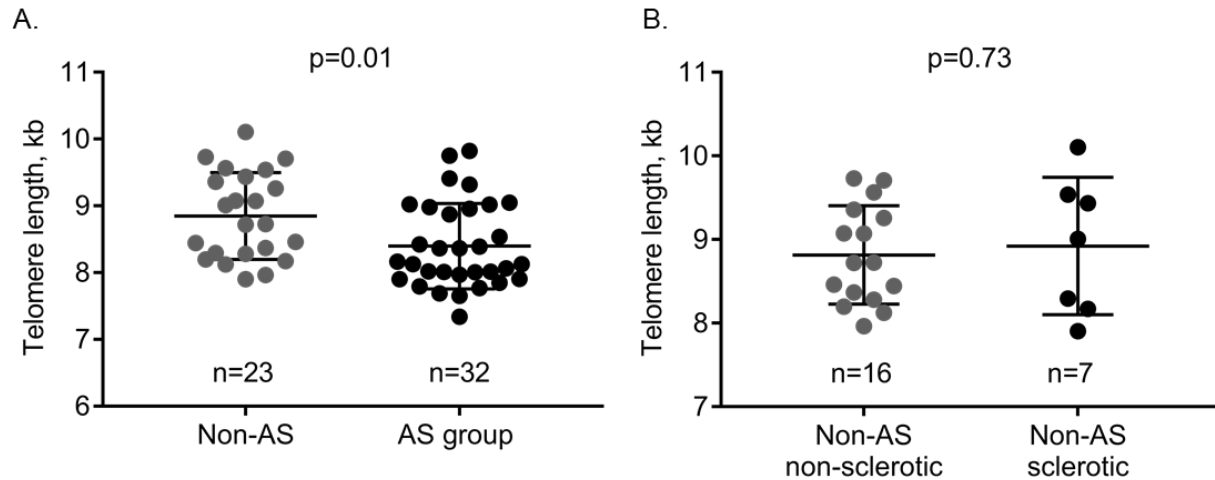 A.
p=0.01
Telomere length, kb
11
10
9
8
7
6
n=23
n=32
Non-AS
AS group
B.
p=0.73
Telomere length, kb
11
10
9
8
7
n=16
n=7
Non-AS
non-sclerotic
Non-AS
sclerotic